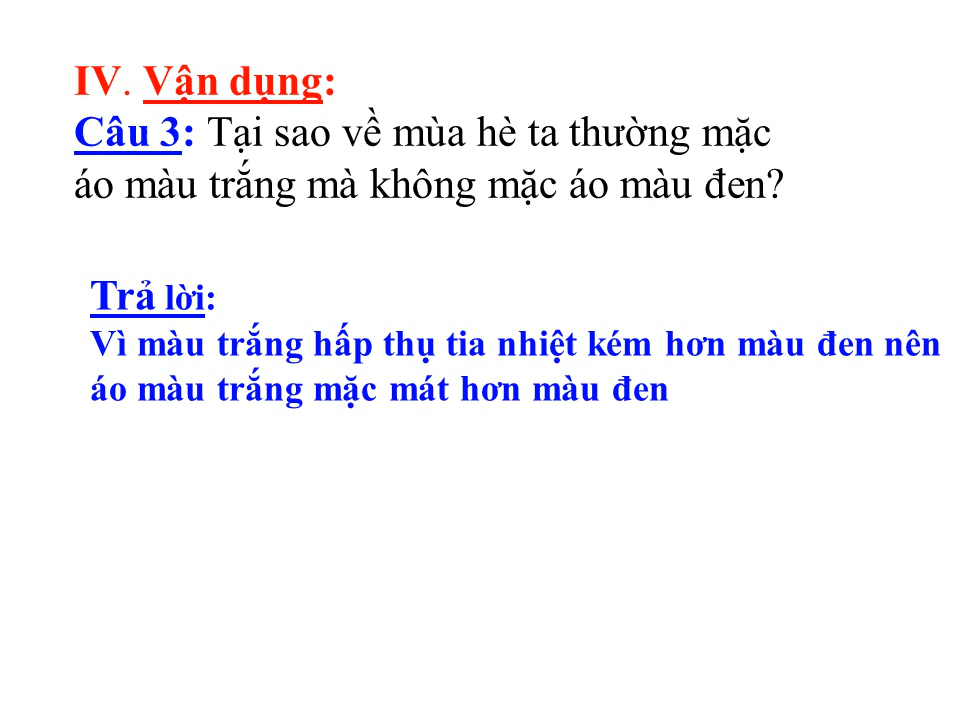 IV. Vận dụng:
Câu 3: Tại sao về mùa hè ta thường mặc
áo màu trắng mà không mặc áo màu đen?
Trả lời:
Vì màu trắng hấp thụ tia nhiệt kém hơn màu đen nên
áo màu trắng mặc mát hơn màu đen